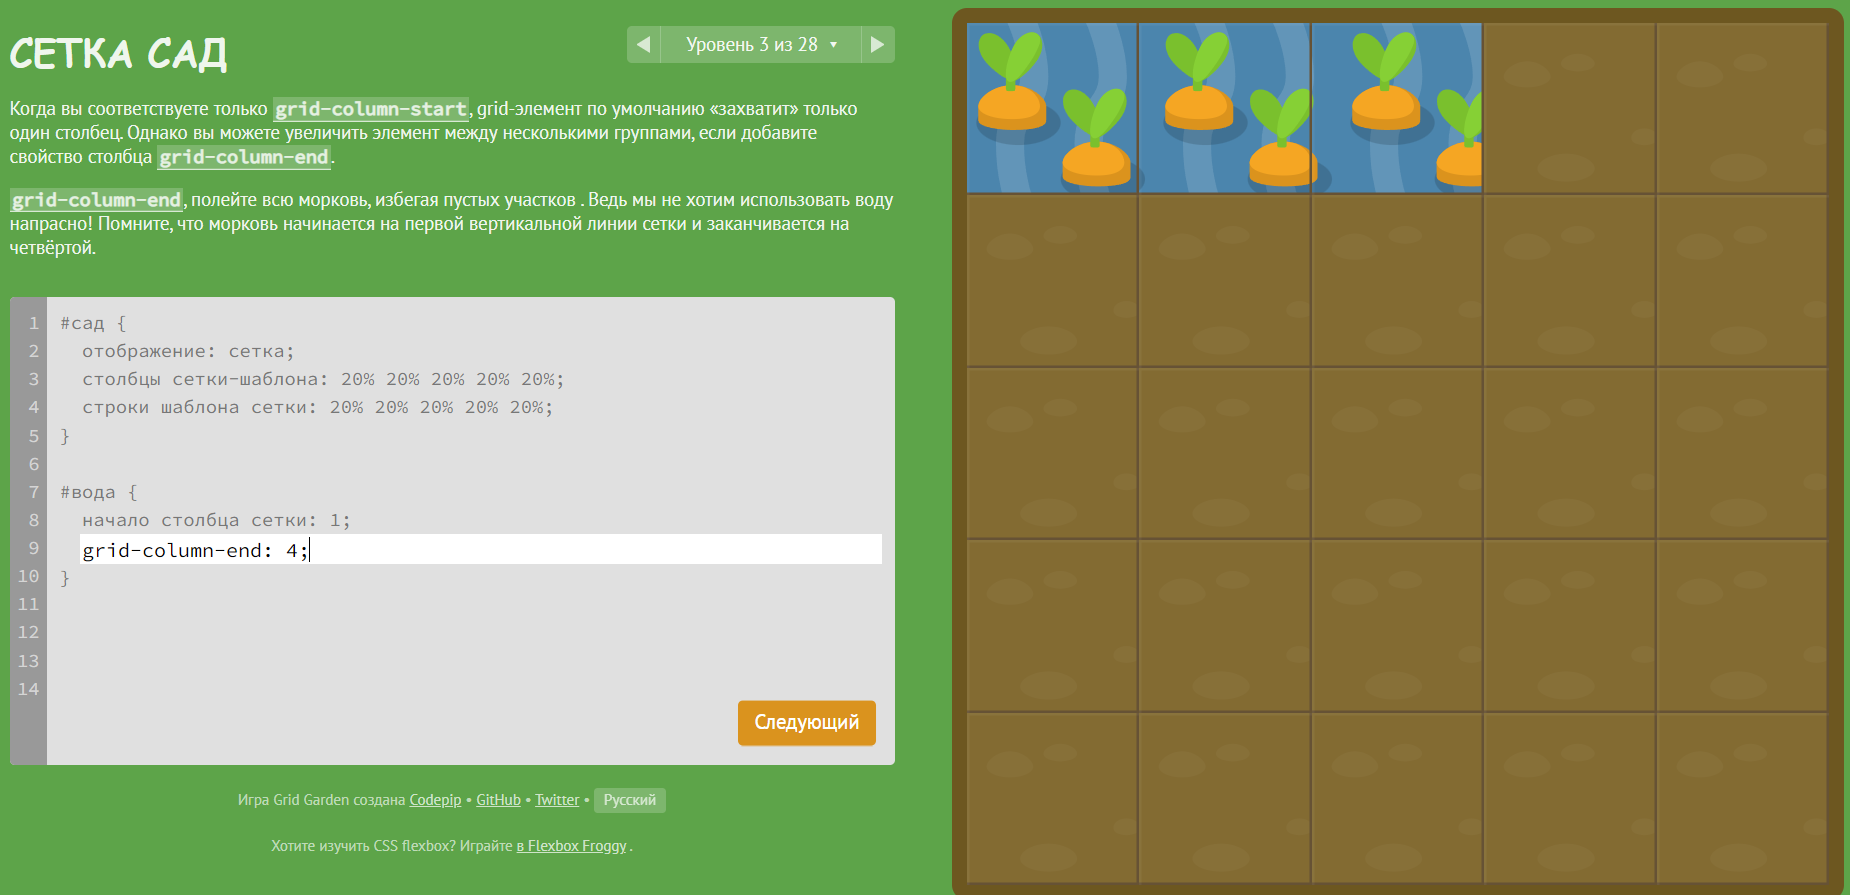 СЕТКА САД
Уровень 3 из 28 ▼
Когда вы соответствуете только grid-column-start, grid-элемент по умолчанию «захватит» только
один столбец. Однако вы можете увеличить элемент между несколькими группами, если добавите
свойство столбца grid-column-end.
grid-column-end, полейте всю морковь, избегая пустых участков . Ведь мы не хотим использовать воду
напрасно! Помните, что морковь начинается на первой вертикальной линии сетки и заканчивается на
четвёртой.
1 #сад {
2 отображение: сетка;
3 столбцы сетки-шаблона: 20% 20% 20% 20% 20%;
4 строки шаблона сетки: 20% 20% 20% 20% 20%;
5 }
6
7 #вода {
8 начало столбца сетки: 1;
9 grid-column-end: 4;
10 }
11
12
13
14
Следующий
Игра Grid Garden создана Codepip • GitHub • Twitter • Русский
Хотите изучить CSS flexbox? Играйте в Flexbox Froggy .